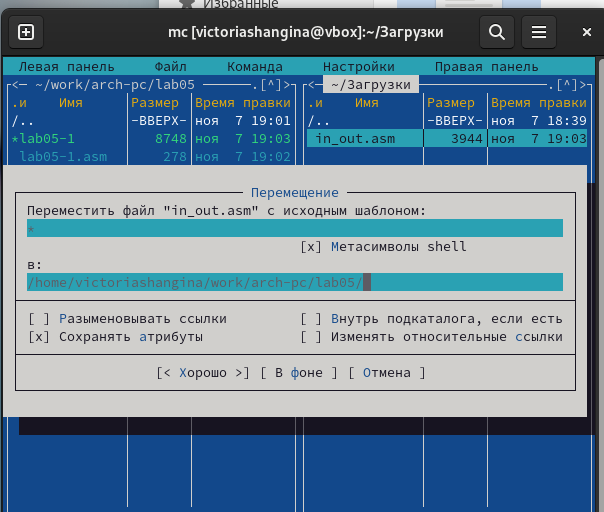 Избранные
mc [victoriashangina@vbox]:~/Загрузки
Левая панель Файл Команда Настройки Правая панель
<— ~/work/arch-pc/lab05 .[^]> <— ~/Загрузки .[^]>
.и Имя Размер Время правки .и Имя Размер Время правки
/.. -ВВЕРХ- ноя 7 19:01 /.. -ВВЕРХ- ноя 7 18:39
*lab05-1 8748 ноя 7 19:03 in_out.asm 3944 ноя 7 19:03
lab05-1.asm 278 ноя 7 19:02
Перемещение
Переместить файл "in_out.asm" с исходным шаблоном:
*
[x] Метасимволы shell
в:
/home/victoriashangina/work/arch-pc/lab05/
[ ] Разыменовывать ссылки [ ] Внутрь подкаталога, если есть
[x] Сохранять атрибуты [ ] Изменять относительные ссылки
[< Хорошо >] [ В фоне ] [ Отмена ]